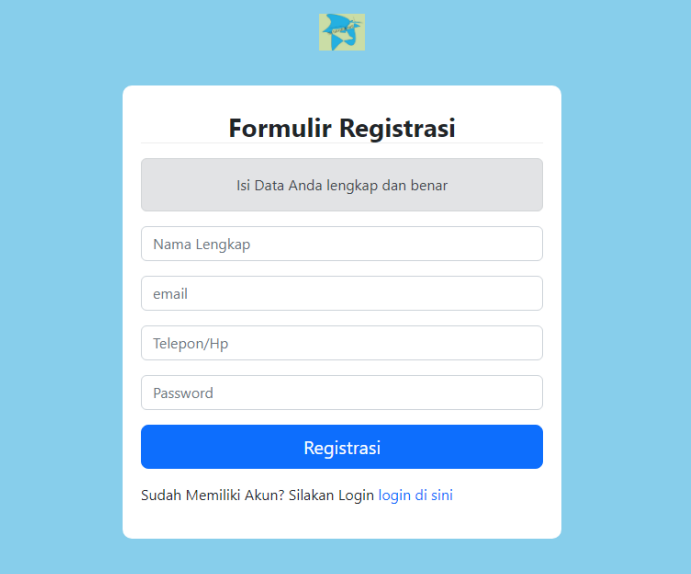 Formulir Registrasi
Isi Data Anda lengkap dan benar
Nama Lengkap
email
Telepon/Hp
Password
Registrasi
Sudah Memiliki Akun? Silakan Login login di sini